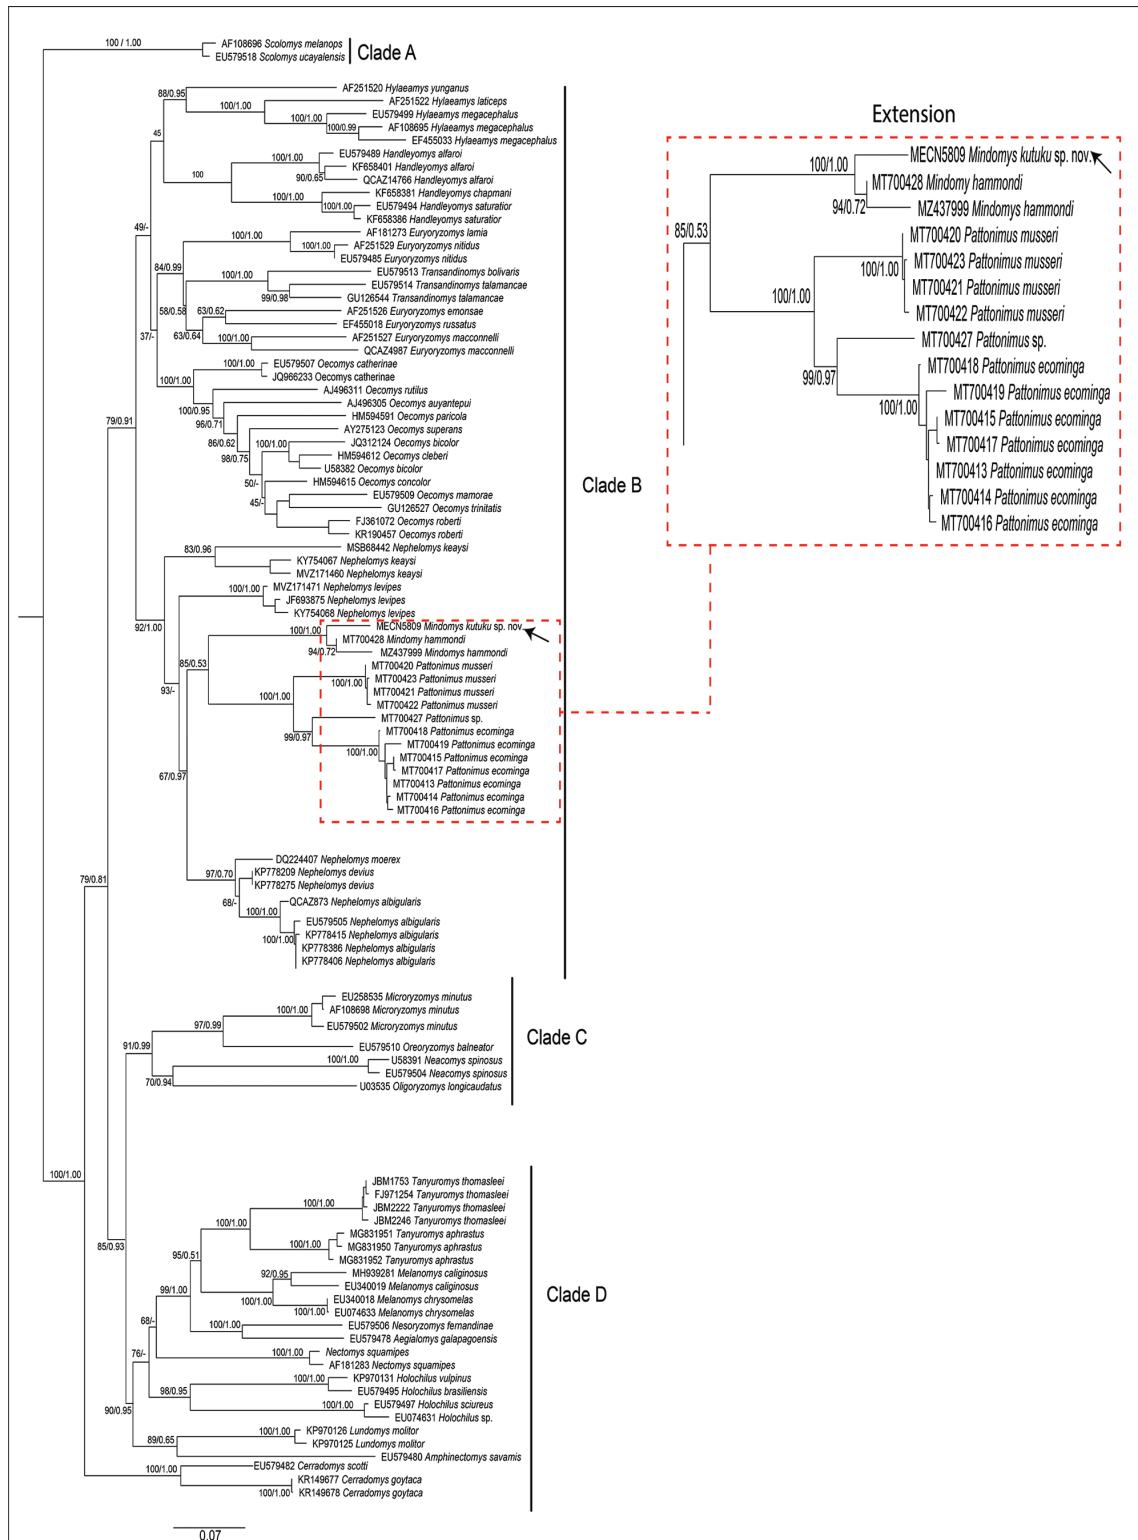 100 / 1.00
AF108696 Scolomys melanops
EU579518 Scolomys ucayalensis
Clade A
88/0.95
AF251520 Hylaeamys yunganus
100/1.00
AF251522 Hylaeamys laticeps
100/1.00
EU579499 Hylaeamys megacephalus
100/0.99
AF108695 Hylaeamys megacephalus
EF455033 Hylaeamys megacephalus
45
100
100/1.00
EU579489 Handleyomys alfaroi
KF658401 Handleyomys alfaroi
90/0.65
QCAZ14766 Handleyomys alfaroi
100/1.00
KF658381 Handleyomys chapmani
100/1.00
EU579494 Handleyomys saturatior
KF658386 Handleyomys saturatior
49/-
100/1.00
AF181273 Euryoryzomys lamia
AF251529 Euryoryzomys nitidus
100/1.00
EU579485 Euryoryzomys nitidus
84/0.99
100/1.00
EU579513 Transandinomys bolivaris
EU579514 Transandinomys talamancae
99/0.98
GU126544 Transandinomys talamancae
58/0.58
63/0.62
AF251526 Euryoryzomys emonsae
EF455018 Euryoryzomys russatus
63/0.64
100/1.00
AF251527 Euryoryzomys macconnelli
QCAZ4987 Euryoryzomys macconnelli
37/-
100/1.00
EU579507 Oecomys catherinae
JQ966233 Oecomys catherinae
100/1.00
AJ496311 Oecomys rutilus
100/0.95
AJ496305 Oecomys auyantepui
96/0.71
HM594591 Oecomys paricola
86/0.62
AY275123 Oecomys superans
98/0.75
100/1.00
JQ312124 Oecomys bicolor
HM594612 Oecomys cleberi
U58382 Oecomys bicolor
50/-
HM594615 Oecomys concolor
45/-
EU579509 Oecomys mamorae
GU126527 Oecomys trinitatis
FJ361072 Oecomys roberti
KR190457 Oecomys roberti
79/0.91
Clade B
83/0.96
MSB68442 Nephelomys keaysi
KY754067 Nephelomys keaysi
MVZ171460 Nephelomys keaysi
100/1.00
MVZ171471 Nephelomys levipes
JF693875 Nephelomys levipes
KY754068 Nephelomys levipes
92/1.00
100/1.00
MECN5809 Mindomys kutuku sp. nov.
MT700428 Mindomy hammondi
94/0.72
MZ437999 Mindomys hammondi
85/0.53
MT700420 Pattonimus musseri
MT700423 Pattonimus musseri
100/1.00
MT700421 Pattonimus musseri
MT700422 Pattonimus musseri
93/-
100/1.00
MT700427 Pattonimus sp.
99/0.97
MT700418 Pattonimus ecominga
100/1.00
MT700419 Pattonimus ecominga
MT700415 Pattonimus ecominga
MT700417 Pattonimus ecominga
MT700413 Pattonimus ecominga
MT700414 Pattonimus ecominga
MT700416 Pattonimus ecominga
67/0.97
DQ224407 Nephelomys moerex
97/0.70
KP778209 Nephelomys devius
KP778275 Nephelomys devius
68/-
100/1.00
QCAZ873 Nephelomys albigularis
EU579505 Nephelomys albigularis
100/1.00
KP778415 Nephelomys albigularis
KP778386 Nephelomys albigularis
KP778406 Nephelomys albigularis
79/0.81
100/1.00
EU258535 Microryzomys minutus
AF108698 Microryzomys minutus
EU579502 Microryzomys minutus
97/0.99
EU579510 Oreoryzomys balneator
91/0.99
100/1.00
U58391 Neacomys spinosus
EU579504 Neacomys spinosus
70/0.94
U03535 Oligoryzomys longicaudatus
Clade C
100/1.00
JBM1753 Tanyuromys thomasleei
FJ971254 Tanyuromys thomasleei
100/1.00
JBM2222 Tanyuromys thomasleei
JBM2246 Tanyuromys thomasleei
100/1.00
MG831951 Tanyuromys aphrastus
100/1.00
MG831950 Tanyuromys aphrastus
MG831952 Tanyuromys aphrastus
85/0.93
95/0.51
92/0.95
MH939281 Melanomys caliginosus
EU340019 Melanomys caliginosus
100/1.00
EU340018 Melanomys chrysomelas
100/1.00
EU074633 Melanomys chrysomelas
99/1.00
100/1.00
EU579506 Nesoryzomys fernandinae
EU579478 Aegialomys galapagoensis
Clade D
68/-
100/1.00
Nectomys squamipes
AF181283 Nectomys squamipes
76/-
100/1.00
KP970131 Holochilus vulpinus
EU579495 Holochilus brasiliensis
98/0.95
100/1.00
EU579497 Holochilus sciureus
EU074631 Holochilus sp.
90/0.95
100/1.00
KP970126 Lundomys molitor
KP970125 Lundomys molitor
89/0.65
EU579480 Amphinectomys savamis
100/1.00
EU579482 Cerradomys scotti
KR149677 Cerradomys goytaca
100/1.00
KR149678 Cerradomys goytaca
0.07
Extension
100/1.00
MECN5809 Mindomys kutuku sp. nov.
MT700428 Mindomy hammondi
94/0.72
MZ437999 Mindomys hammondi
85/0.53
MT700420 Pattonimus musseri
MT700423 Pattonimus musseri
100/1.00
MT700421 Pattonimus musseri
100/1.00
MT700422 Pattonimus musseri
MT700427 Pattonimus sp.
MT700418 Pattonimus ecominga
99/0.97
MT700419 Pattonimus ecominga
100/1.00
MT700415 Pattonimus ecominga
MT700417 Pattonimus ecominga
MT700413 Pattonimus ecominga
MT700414 Pattonimus ecominga
MT700416 Pattonimus ecominga